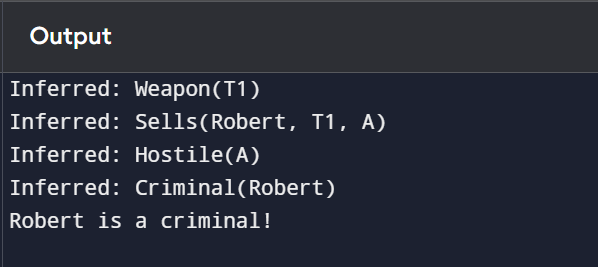 Output
Inferred: Weapon(T1)
Inferred: Sells(Robert, T1, A)
Inferred: Hostile(A)
Inferred: Criminal(Robert)
Robert is a criminal!